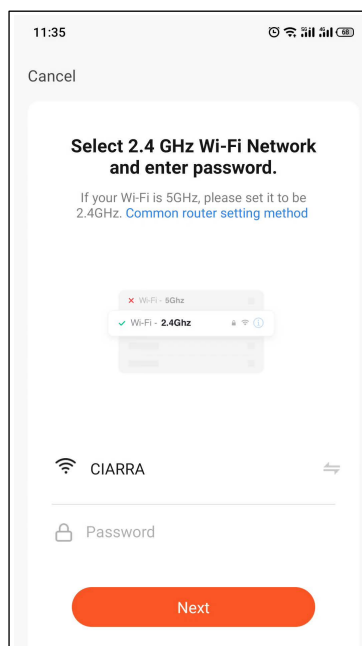 11:35
68
Cancel
Select 2.4 GHz Wi-Fi Network
and enter password.
If your Wi-Fi is 5GHz, please set it to be
2.4GHz. Common router setting method
Wi-Fi - 5Ghz
Wi-Fi - 2.4Ghz
CIARRA
Password
Next